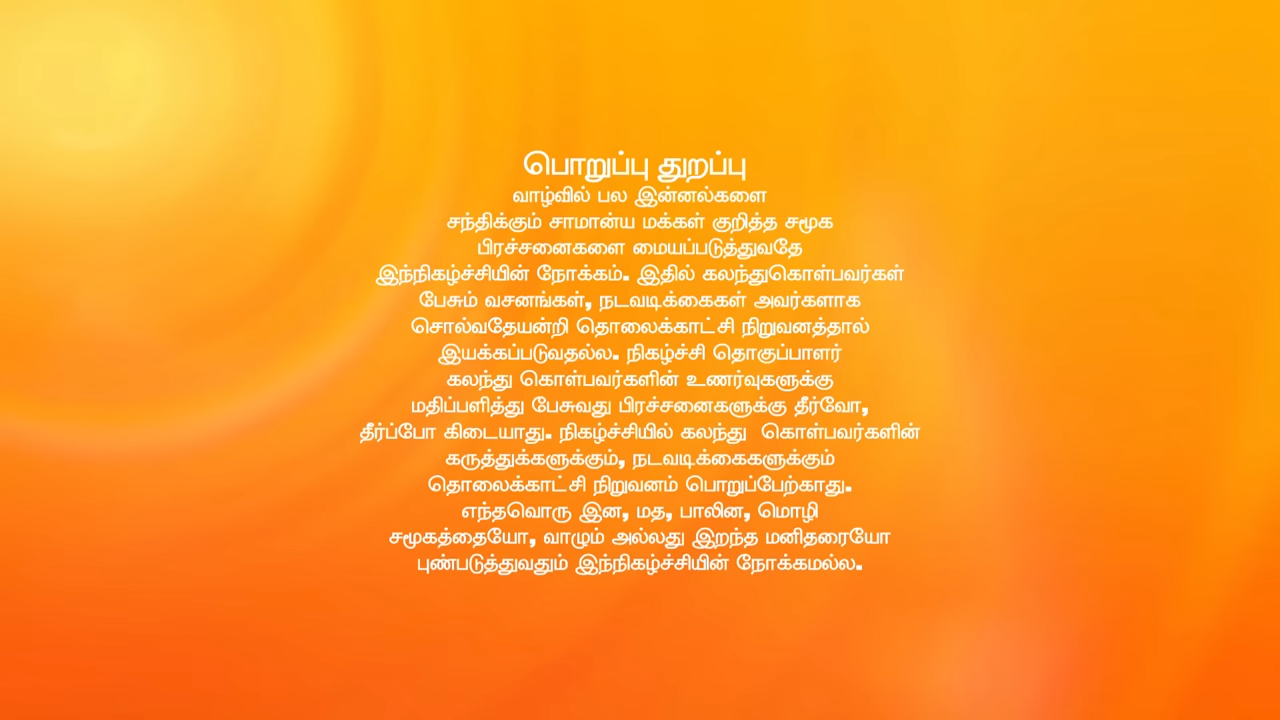 பொறுப்பு துறப்பு
வாழ்வில் பல இன்னல்களை
சந்திக்கும் சாமான்ய மக்கள் குறித்த சமூக
பிரச்சனைகளை மையப்படுத்துவதே
இந்நிகழ்ச்சியின் நோக்கம். இதில் கலந்துகொள்பவர்கள்
பேசும் வசனங்கள், நடவடிக்கைகள் அவர்களாக
சொல்வதேயன்றி தொலைக்காட்சி நிறுவனத்தால்
இயக்கப்படுவதல்ல. நிகழ்ச்சி தொகுப்பாளர்
கலந்து கொள்பவர்களின் உணர்வுகளுக்கு
மதிப்பளித்து பேசுவது பிரச்சனைகளுக்கு தீர்வோ,
தீர்ப்போ கிடையாது. நிகழ்ச்சியில் கலந்து கொள்பவர்களின்
கருத்துக்களுக்கும், நடவடிக்கைகளுக்கும்
தொலைக்காட்சி நிறுவனம் பொறுப்பேற்காது.
எந்தவொரு இன, மத, பாலின, மொழி
சமூகத்தையோ, வாழும் அல்லது இறந்த மனிதரையோ
புண்படுத்துவதும் இந்நிகழ்ச்சியின் நோக்கமல்ல.